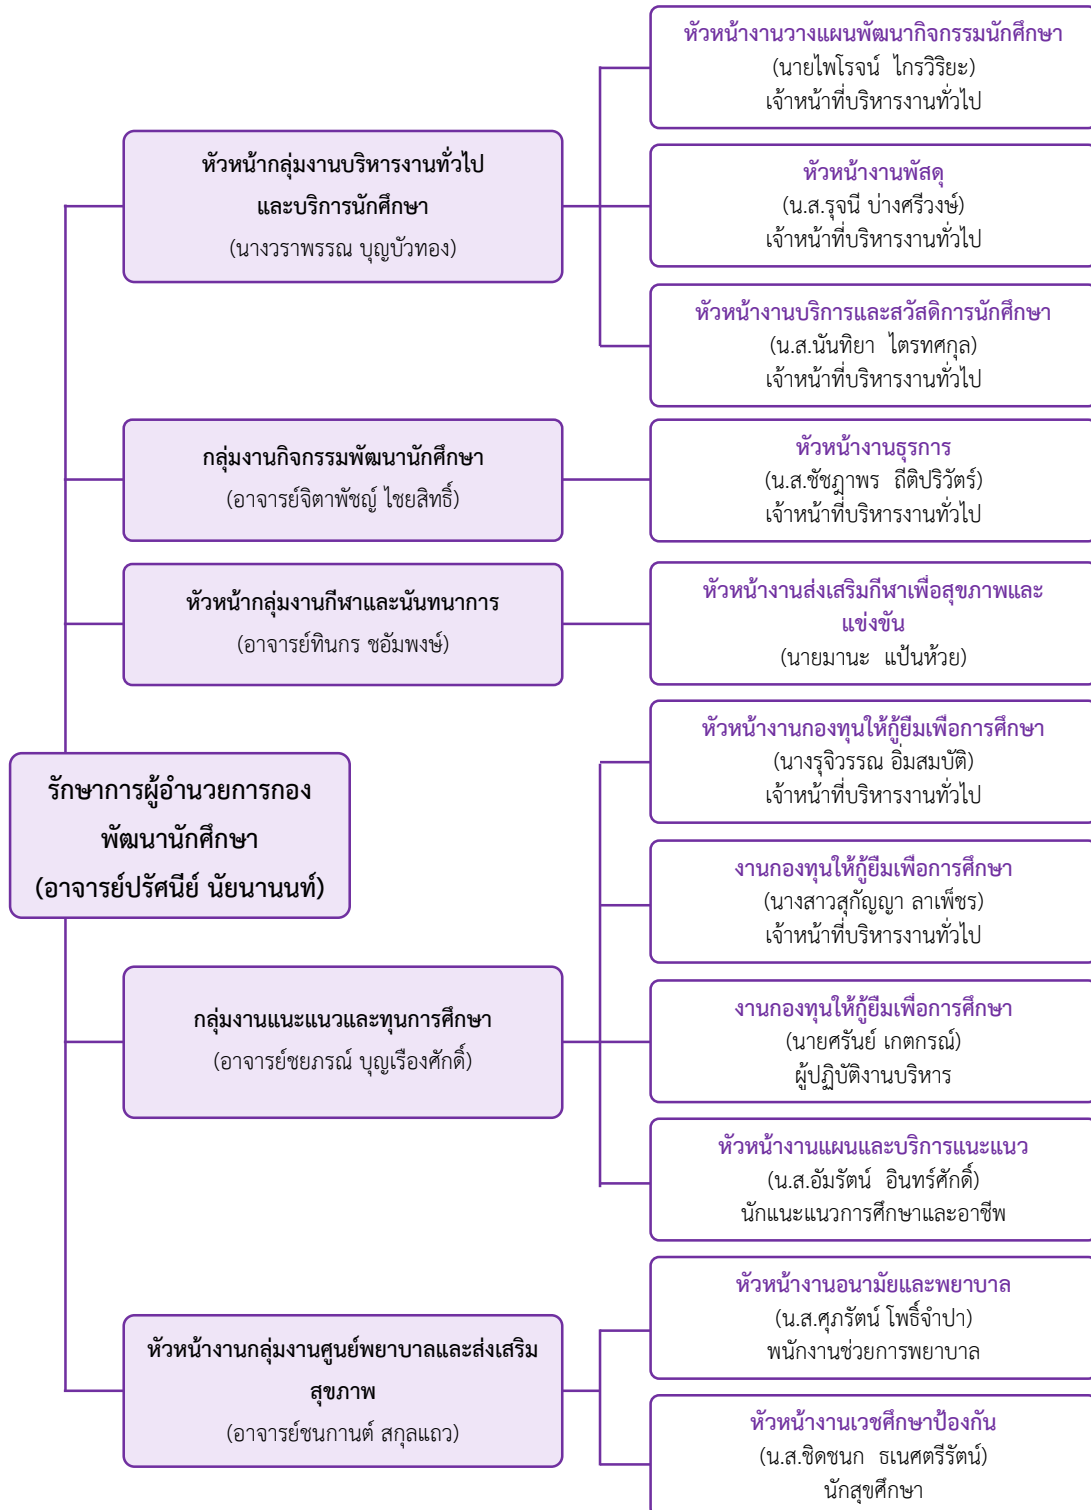 หัวหน้างานวางแผนพัฒนากิจกรรมนักศึกษา
(นายไพโรจน์ ไกรวิริยะ)
เจ้าหน้าที่บริหารงานทั่วไป
หัวหน้ากลุ่มงานบริหารงานทั่วไป
และบริการนักศึกษา
(นางวราพรรณ บุญบัวทอง)
หัวหน้างานพัสดุ
(น.ส.รุจนี บ่างศรีวงษ์)
เจ้าหน้าที่บริหารงานทั่วไป
หัวหน้างานบริการและสวัสดิการนักศึกษา
(น.ส.นันทิยา ไตรทศกุล)
เจ้าหน้าที่บริหารงานทั่วไป
กลุ่มงานกิจกรรมพัฒนานักศึกษา
(อาจารย์จิตาพัชญ์ ไชยสิทธิ์)
หัวหน้างานธุรการ
(น.ส.ชัชฎาพร ถีติปริวัตร์)
เจ้าหน้าที่บริหารงานทั่วไป
หัวหน้ากลุ่มงานกีฬาและนันทนาการ
(อาจารย์ทินกร ชอัมพงษ์)
หัวหน้างานส่งเสริมกีฬาเพื่อสุขภาพและ
แข่งขัน
(นายมานะ แป้นห้วย)
รักษาการผู้อำนวยการกอง
พัฒนานักศึกษา
(อาจารย์ปรัศนีย์ นัยนานนท์)
หัวหน้างานกองทุนให้กู้ยืมเพื่อการศึกษา
(นางรุจิวรรณ อิ่มสมบัติ)
เจ้าหน้าที่บริหารงานทั่วไป
งานกองทุนให้กู้ยืมเพื่อการศึกษา
(นางสาวสุกัญญา ลาเพ็ชร)
เจ้าหน้าที่บริหารงานทั่วไป
กลุ่มงานแนะแนวและทุนการศึกษา
(อาจารย์ชยภรณ์ บุญเรืองศักดิ์)
งานกองทุนให้กู้ยืมเพื่อการศึกษา
(นายศรันย์ เกตกรณ์)
ผู้ปฏิบัติงานบริหาร
หัวหน้างานแผนและบริการแนะแนว
(น.ส.อัมรัตน์ อินทร์ศักดิ์)
นักแนะแนวการศึกษาและอาชีพ
หัวหน้างานกลุ่มงานศูนย์พยาบาลและส่งเสริม
สุขภาพ
(อาจารย์ชนกานต์ สกุลแถว)
หัวหน้างานอนามัยและพยาบาล
(น.ส.ศุภรัตน์ โพธิ์จำปา)
พนักงานช่วยการพยาบาล
หัวหน้างานเวชศึกษาป้องกัน
(น.ส.ชิดชนก ธเนศตรีรัตน์)
นักสุขศึกษา